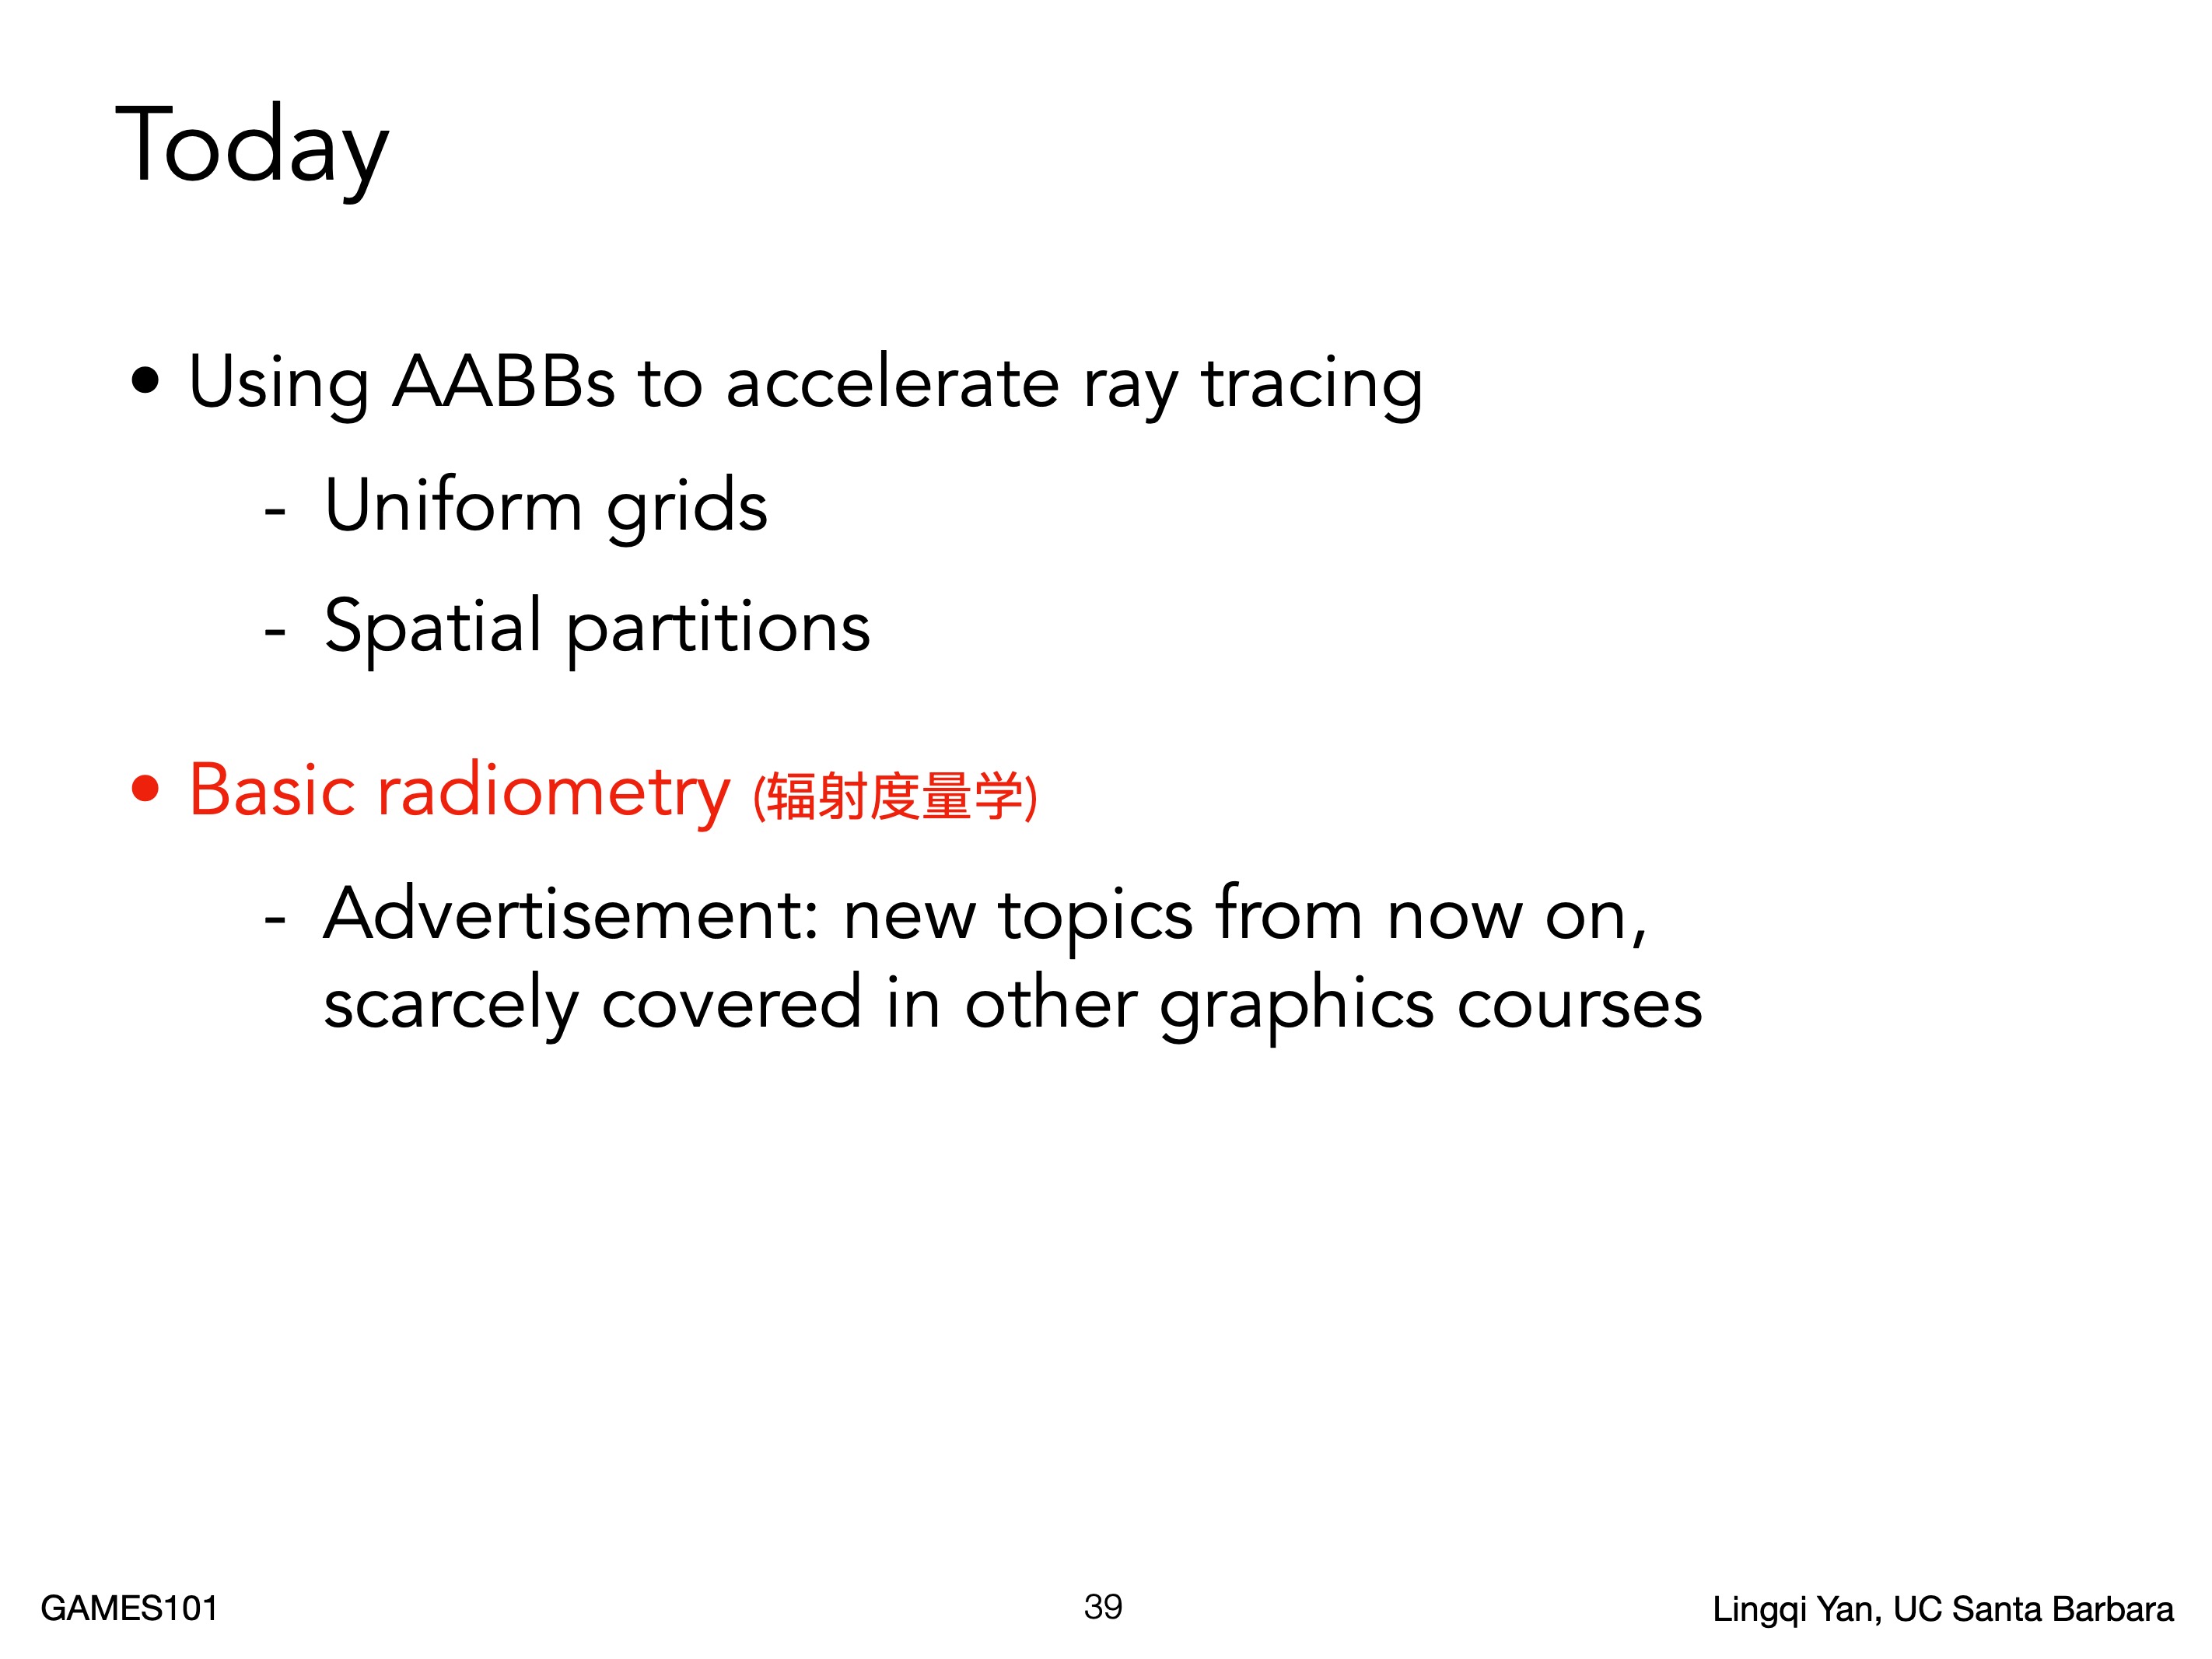 Today
• Using AABBs to accelerate ray tracing
- Uniform grids
- Spatial partitions
• Basic radiometry (辐射度量学)
- Advertisement: new topics from now on,
scarcely covered in other graphics courses
GAMES101
39
Lingqi Yan, UC Santa Barbara